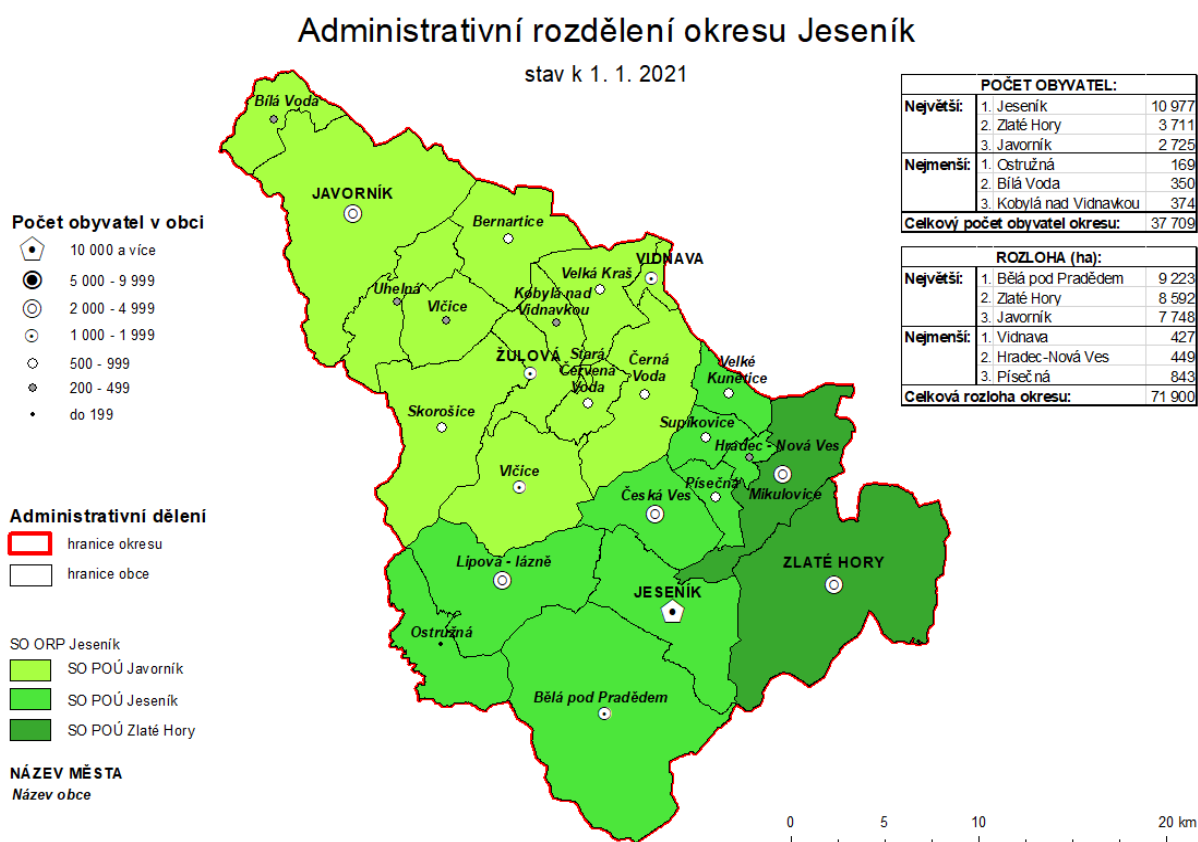 Administrativní rozdělení okresu Jeseník
stav k 1. 1. 2021
POČET OBYVATEL:
Největší: 1. Jeseník 10 977
2. Zlaté Hory 3 711
3. Javorník 2 725
Nejmenší: 1. Ostružná 169
2. Bílá Voda 350
3. Kobylá nad Vidnavkou 374
Celkový počet obyvatel okresu: 37 709
ROZLOHA (ha):
Největší: 1. Bělá pod Pradědem 9 223
2. Zlaté Hory 8 592
3. Javorník 7 748
Nejmenší: 1. Vidnava 427
2. Hradec-Nová Ves 449
3. Písečná 843
Celková rozloha okresu: 71 900
Počet obyvatel v obci
10 000 a více
5 000 - 9 999
2 000 - 4 999
1 000 - 1 999
500 - 999
200 - 499
do 199
Administrativní dělení
hranice okresu
hranice obce
SO ORP Jeseník
SO POÚ Javorník
SO POÚ Jeseník
SO POÚ Zlaté Hory
NÁZEV MĚSTA
Název obce
Bílá Voda
JAVORNÍK
Bernartice
VIDNAVA
Velká Kraš
Uhelná
Vlčice
Kobylá nad
Vidnavkou
ŽULOVÁ
Stará
Červená
Voda
Černá
Voda
Velké
Kunětice
Skorošice
Supíkovice
Hradec - Nová Ves
Vlčice
Písečná
Česká Ves
Mikulovice
Lipová - lázně
ZLATÉ HORY
JESENÍK
Ostružná
Bělá pod Pradědem
0 5 10 20 km